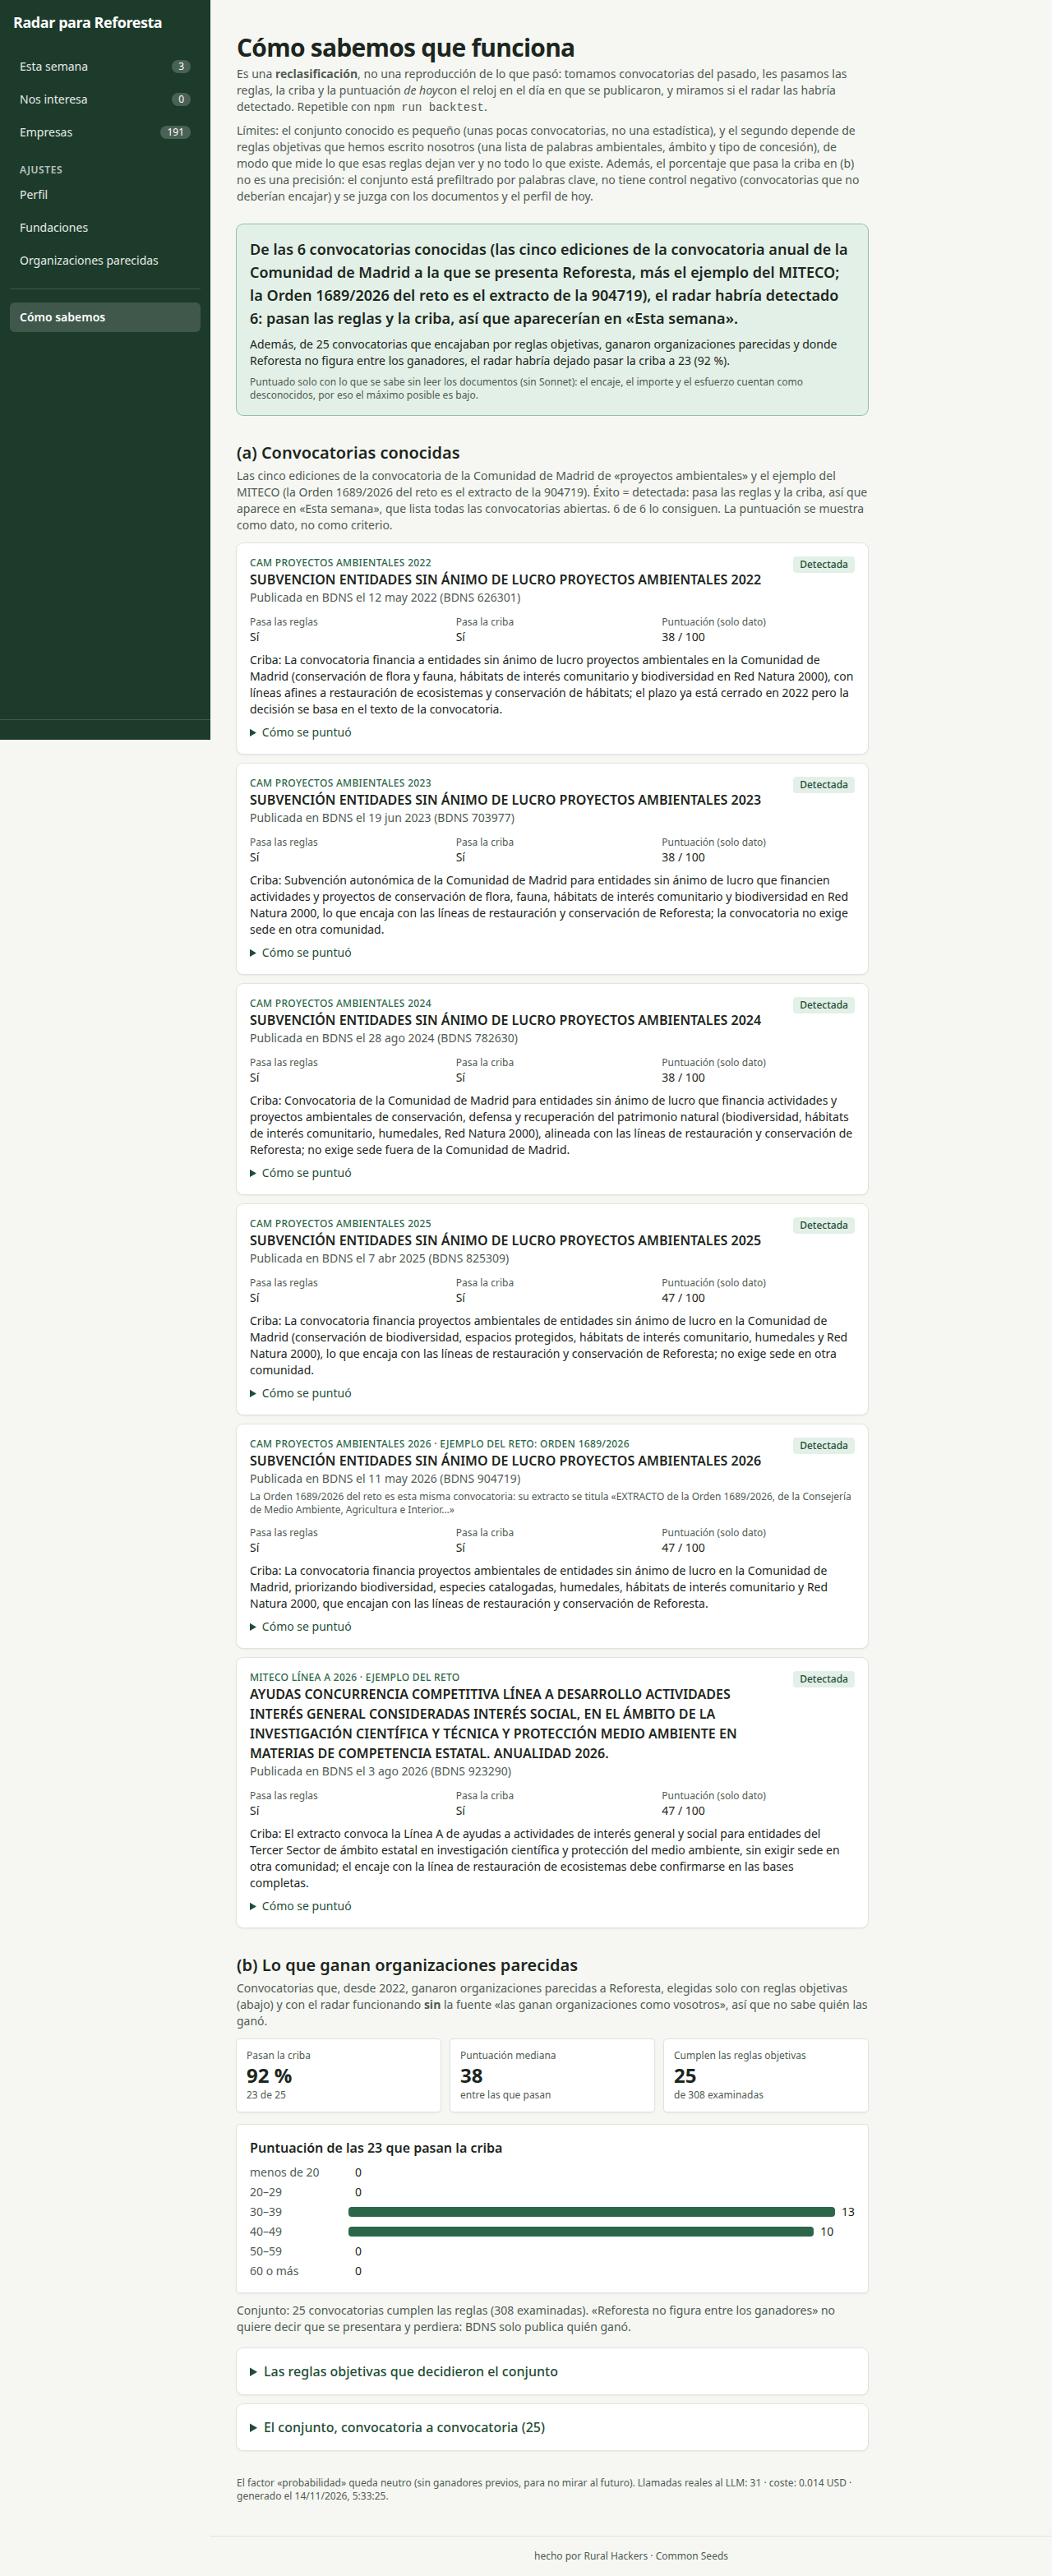 Radar para Reforesta
Esta semana 3
Nos interesa 0
Empresas 191
AJUSTES
Perfil
Fundaciones
Organizaciones parecidas
Cómo sabemos
Cómo sabemos que funciona
Es una reclasificación, no una reproducción de lo que pasó: tomamos convocatorias del pasado, les pasamos las
reglas, la criba y la puntuación de hoycon el reloj en el día en que se publicaron, y miramos si el radar las habría
detectado. Repetible con npm run backtest.
Límites: el conjunto conocido es pequeño (unas pocas convocatorias, no una estadística), y el segundo depende de
reglas objetivas que hemos escrito nosotros (una lista de palabras ambientales, ámbito y tipo de concesión), de
modo que mide lo que esas reglas dejan ver y no todo lo que existe. Además, el porcentaje que pasa la criba en (b)
no es una precisión: el conjunto está prefiltrado por palabras clave, no tiene control negativo (convocatorias que no
deberían encajar) y se juzga con los documentos y el perfil de hoy.
De las 6 convocatorias conocidas (las cinco ediciones de la convocatoria anual de la
Comunidad de Madrid a la que se presenta Reforesta, más el ejemplo del MITECO;
la Orden 1689/2026 del reto es el extracto de la 904719), el radar habría detectado
6: pasan las reglas y la criba, así que aparecerían en «Esta semana».
Además, de 25 convocatorias que encajaban por reglas objetivas, ganaron organizaciones parecidas y donde
Reforesta no figura entre los ganadores, el radar habría dejado pasar la criba a 23 (92 %).
Puntuado solo con lo que se sabe sin leer los documentos (sin Sonnet): el encaje, el importe y el esfuerzo cuentan como
desconocidos, por eso el máximo posible es bajo.
(a) Convocatorias conocidas
Las cinco ediciones de la convocatoria de la Comunidad de Madrid de «proyectos ambientales» y el ejemplo del
MITECO (la Orden 1689/2026 del reto es el extracto de la 904719). Éxito = detectada: pasa las reglas y la criba, así que
aparece en «Esta semana», que lista todas las convocatorias abiertas. 6 de 6 lo consiguen. La puntuación se muestra
como dato, no como criterio.
CAM PROYECTOS AMBIENTALES 2022 Detectada
SUBVENCION ENTIDADES SIN ÁNIMO DE LUCRO PROYECTOS AMBIENTALES 2022
Publicada en BDNS el 12 may 2022 (BDNS 626301)
Pasa las reglas Pasa la criba Puntuación (solo dato)
Sí Sí 38 / 100
Criba: La convocatoria financia a entidades sin ánimo de lucro proyectos ambientales en la Comunidad de
Madrid (conservación de flora y fauna, hábitats de interés comunitario y biodiversidad en Red Natura 2000), con
líneas afines a restauración de ecosistemas y conservación de hábitats; el plazo ya está cerrado en 2022 pero la
decisión se basa en el texto de la convocatoria.
▶ Cómo se puntuó
CAM PROYECTOS AMBIENTALES 2023 Detectada
SUBVENCIÓN ENTIDADES SIN ÁNIMO DE LUCRO PROYECTOS AMBIENTALES 2023
Publicada en BDNS el 19 jun 2023 (BDNS 703977)
Pasa las reglas Pasa la criba Puntuación (solo dato)
Sí Sí 38 / 100
Criba: Subvención autonómica de la Comunidad de Madrid para entidades sin ánimo de lucro que financien
actividades y proyectos de conservación de flora, fauna, hábitats de interés comunitario y biodiversidad en Red
Natura 2000, lo que encaja con las líneas de restauración y conservación de Reforesta; la convocatoria no exige
sede en otra comunidad.
▶ Cómo se puntuó
CAM PROYECTOS AMBIENTALES 2024 Detectada
SUBVENCIÓN ENTIDADES SIN ÁNIMO DE LUCRO PROYECTOS AMBIENTALES 2024
Publicada en BDNS el 28 ago 2024 (BDNS 782630)
Pasa las reglas Pasa la criba Puntuación (solo dato)
Sí Sí 38 / 100
Criba: Convocatoria de la Comunidad de Madrid para entidades sin ánimo de lucro que financia actividades y
proyectos ambientales de conservación, defensa y recuperación del patrimonio natural (biodiversidad, hábitats
de interés comunitario, humedales, Red Natura 2000), alineada con las líneas de restauración y conservación de
Reforesta; no exige sede fuera de la Comunidad de Madrid.
▶ Cómo se puntuó
CAM PROYECTOS AMBIENTALES 2025 Detectada
SUBVENCIÓN ENTIDADES SIN ÁNIMO DE LUCRO PROYECTOS AMBIENTALES 2025
Publicada en BDNS el 7 abr 2025 (BDNS 825309)
Pasa las reglas Pasa la criba Puntuación (solo dato)
Sí Sí 47 / 100
Criba: La convocatoria financia proyectos ambientales de entidades sin ánimo de lucro en la Comunidad de
Madrid (conservación de biodiversidad, espacios protegidos, hábitats de interés comunitario, humedales y Red
Natura 2000), lo que encaja con las líneas de restauración y conservación de Reforesta; no exige sede en otra
comunidad.
▶ Cómo se puntuó
CAM PROYECTOS AMBIENTALES 2026 · EJEMPLO DEL RETO: ORDEN 1689/2026 Detectada
SUBVENCIÓN ENTIDADES SIN ÁNIMO DE LUCRO PROYECTOS AMBIENTALES 2026
Publicada en BDNS el 11 may 2026 (BDNS 904719)
La Orden 1689/2026 del reto es esta misma convocatoria: su extracto se titula «EXTRACTO de la Orden 1689/2026, de la Consejería
de Medio Ambiente, Agricultura e Interior...»
Pasa las reglas Pasa la criba Puntuación (solo dato)
Sí Sí 47 / 100
Criba: La convocatoria financia proyectos ambientales de entidades sin ánimo de lucro en la Comunidad de
Madrid, priorizando biodiversidad, especies catalogadas, humedales, hábitats de interés comunitario y Red
Natura 2000, que encajan con las líneas de restauración y conservación de Reforesta.
▶ Cómo se puntuó
MITECO LÍNEA A 2026 · EJEMPLO DEL RETO Detectada
AYUDAS CONCURRENCIA COMPETITIVA LÍNEA A DESARROLLO ACTIVIDADES
INTERÉS GENERAL CONSIDERADAS INTERÉS SOCIAL, EN EL ÁMBITO DE LA
INVESTIGACIÓN CIENTÍFICA Y TÉCNICA Y PROTECCIÓN MEDIO AMBIENTE EN
MATERIAS DE COMPETENCIA ESTATAL. ANUALIDAD 2026.
Publicada en BDNS el 3 ago 2026 (BDNS 923290)
Pasa las reglas Pasa la criba Puntuación (solo dato)
Sí Sí 47 / 100
Criba: El extracto convoca la Línea A de ayudas a actividades de interés general y social para entidades del
Tercer Sector de ámbito estatal en investigación científica y protección del medio ambiente, sin exigir sede en
otra comunidad; el encaje con la línea de restauración de ecosistemas debe confirmarse en las bases
completas.
▶ Cómo se puntuó
(b) Lo que ganan organizaciones parecidas
Convocatorias que, desde 2022, ganaron organizaciones parecidas a Reforesta, elegidas solo con reglas objetivas
(abajo) y con el radar funcionando sin la fuente «las ganan organizaciones como vosotros», así que no sabe quién las
ganó.
Pasan la criba Puntuación mediana Cumplen las reglas objetivas
92 % 38 25
23 de 25 entre las que pasan de 308 examinadas
Puntuación de las 23 que pasan la criba
menos de 20 0
20–29 0
30–39 13
40–49 10
50–59 0
60 o más 0
Conjunto: 25 convocatorias cumplen las reglas (308 examinadas). «Reforesta no figura entre los ganadores» no
quiere decir que se presentara y perdiera: BDNS solo publica quién ganó.
▶ Las reglas objetivas que decidieron el conjunto
▶ El conjunto, convocatoria a convocatoria (25)
El factor «probabilidad» queda neutro (sin ganadores previos, para no mirar al futuro). Llamadas reales al LLM: 31 · coste: 0.014 USD ·
generado el 14/11/2026, 5:33:25.
hecho por Rural Hackers · Common Seeds